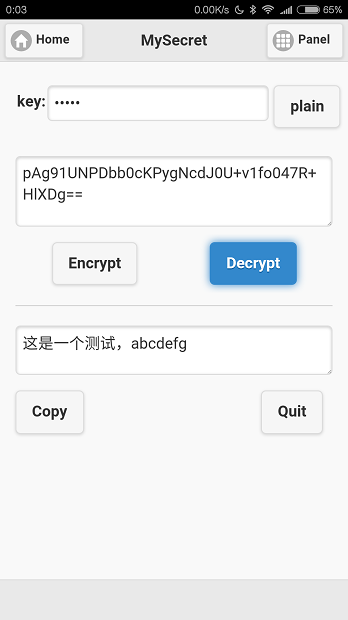 0:03 0.00K/s 65%
Home MySecret Panel
key: ••••• plain
pAg91UNPDbb0cKPygNcdJ0U+v1fo047R+
HlXDg==
Encrypt Decrypt
这是一个测试，abcdefg
Copy Quit